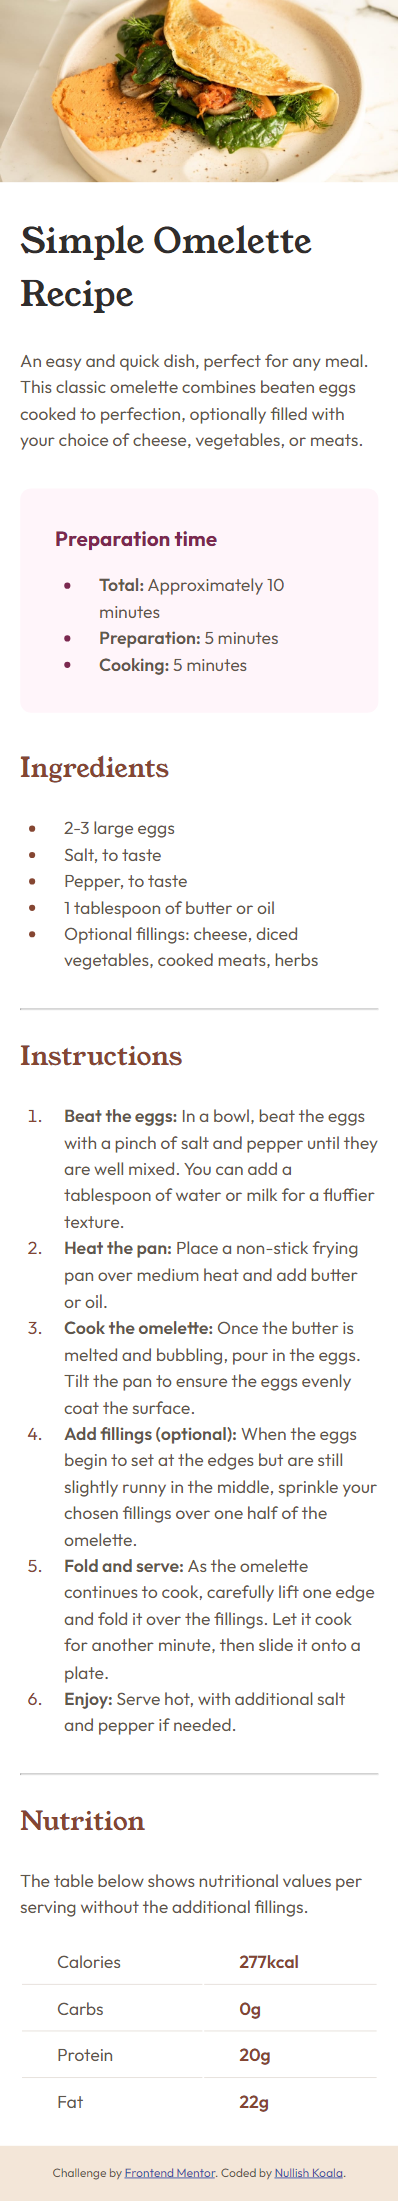 Simple Omelette
Recipe
An easy and quick dish, perfect for any meal.
This classic omelette combines beaten eggs
cooked to perfection, optionally filled with
your choice of cheese, vegetables, or meats.
Preparation time
• Total: Approximately 10
minutes
• Preparation: 5 minutes
• Cooking: 5 minutes
Ingredients
• 2-3 large eggs
• Salt, to taste
• Pepper, to taste
• 1 tablespoon of butter or oil
• Optional fillings: cheese, diced
vegetables, cooked meats, herbs
Instructions
1. Beat the eggs: In a bowl, beat the eggs
with a pinch of salt and pepper until they
are well mixed. You can add a
tablespoon of water or milk for a fluffier
texture.
2. Heat the pan: Place a non-stick frying
pan over medium heat and add butter
or oil.
3. Cook the omelette: Once the butter is
melted and bubbling, pour in the eggs.
Tilt the pan to ensure the eggs evenly
coat the surface.
4. Add fillings (optional): When the eggs
begin to set at the edges but are still
slightly runny in the middle, sprinkle your
chosen fillings over one half of the
omelette.
5. Fold and serve: As the omelette
continues to cook, carefully lift one edge
and fold it over the fillings. Let it cook
for another minute, then slide it onto a
plate.
6. Enjoy: Serve hot, with additional salt
and pepper if needed.
Nutrition
The table below shows nutritional values per
serving without the additional fillings.
Calories 277kcal
Carbs 0g
Protein 20g
Fat 22g
Challenge by Frontend Mentor. Coded by Nullish Koala.